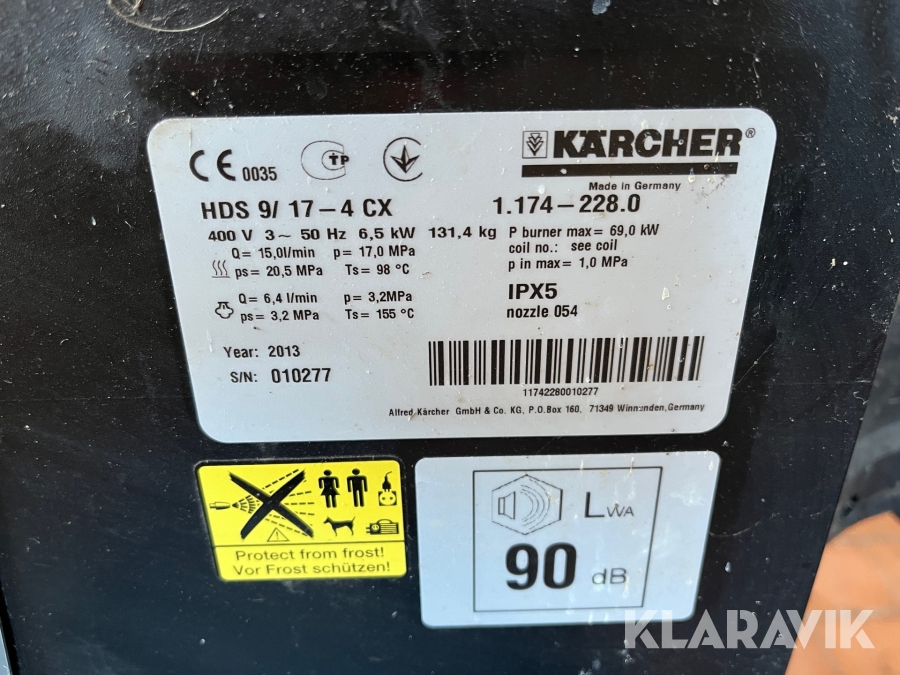 CE 0035 TP
KÄRCHER®
Made in Germany
HDS 9/ 17-4 CX 1.174-228.0
400 V 3~ 50 Hz 6,5 kW 131,4 kg P burner max= 69,0 kW
Q= 15,0l/min p= 17,0 MPa coil no.: see coil
ps= 20,5 MPa Ts= 98 °C p in max= 1,0 MPa
Q= 6,4 l/min p= 3,2MPa IPX5
ps= 3,2 MPa Ts= 155 °C nozzle 054
Year: 2013
S/N: 010277
11742280010277
Alfred Kärcher GmbH & Co. KG, P.O.Box 160, 71349 Winnenden,Germany
Protect from frost!
Vor Frost schützen!
LWA
90 dB
KLARAVIK